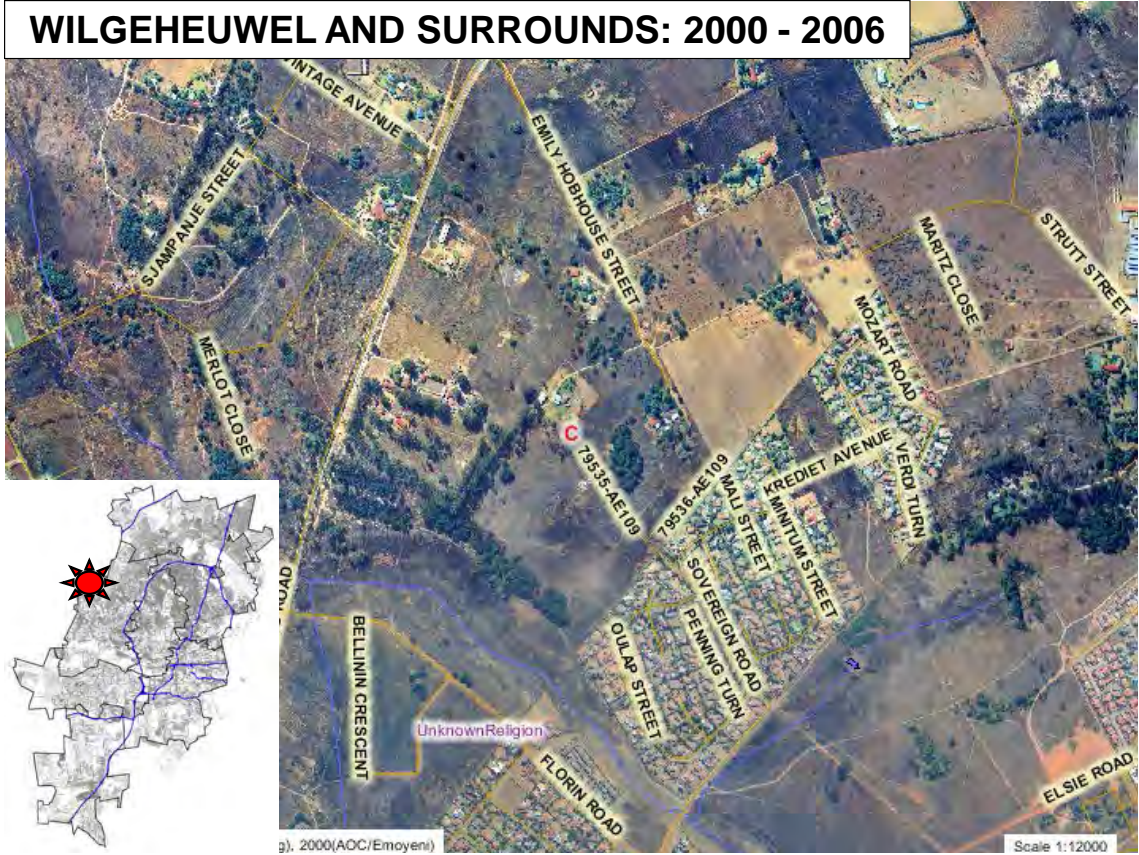 WILGEHEUWEL AND SURROUNDS: 2000 - 2006
VINTAGE AVENUE
EMILY HOBHOUSE STREET
SJAMPANJE STREET
MARITZ CLOSE
STRUTT STREET
MERLOT CLOSE
MOZART ROAD
C
79535-AE109
79536-AE109
KREDIET AVENUE
VERDI TURN
MALI STREET
MINITUM STREET
SOVEREIGN ROAD
PENNING TURN
OULAP STREET
ROAD
BELLININ CRESCENT
UnknownReligion
FLORIN ROAD
ELSIE ROAD
g), 2000(AOC/Emoyeni)
Scale 1:12000